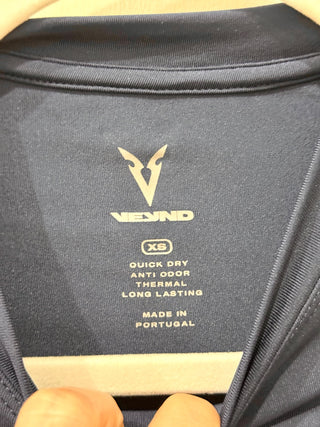 VEYND
XS
QUICK DRY
ANTI ODOR
THERMAL
LONG LASTING
MADE IN
PORTUGAL